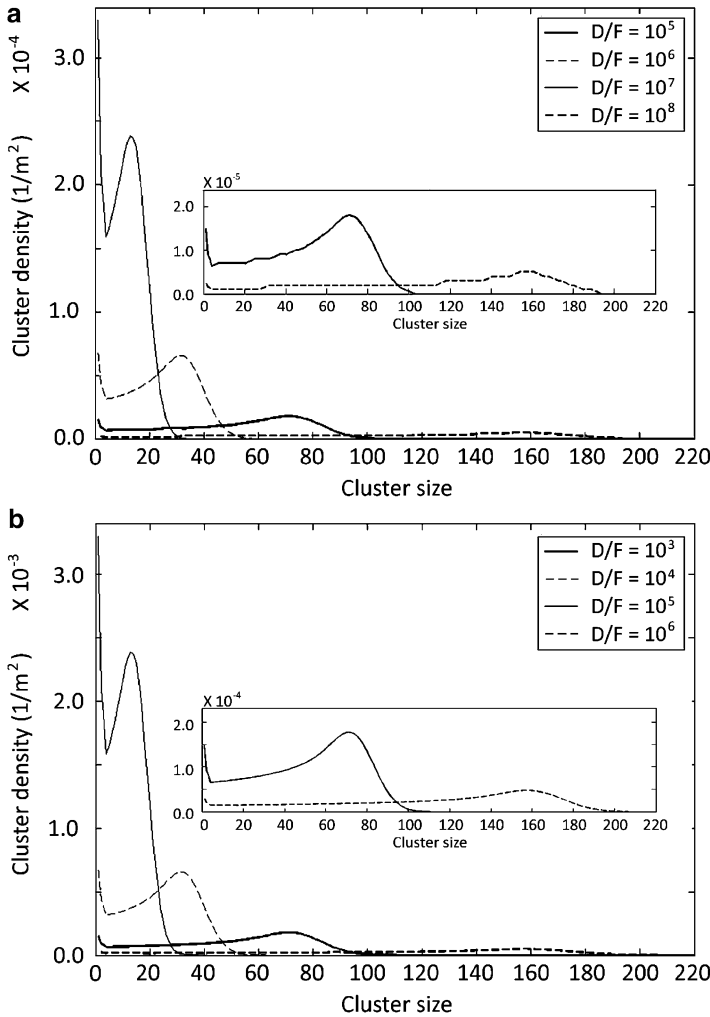 a
X 10⁻⁴
Cluster density (1/m²)
3.0
2.0
1.0
0.0
D/F = 10⁵
D/F = 10⁶
D/F = 10⁷
D/F = 10⁸
X 10⁻⁵
2.0
1.0
0.0
0 20 40 60 80 100 120 140 160 180 200 220
Cluster size
0 20 40 60 80 100 120 140 160 180 200 220
Cluster size
b
X 10⁻³
Cluster density (1/m²)
3.0
2.0
1.0
0.0
D/F = 10³
D/F = 10⁴
D/F = 10⁵
D/F = 10⁶
X 10⁻⁴
2.0
1.0
0.0
0 20 40 60 80 100 120 140 160 180 200 220
Cluster size
0 20 40 60 80 100 120 140 160 180 200 220
Cluster size